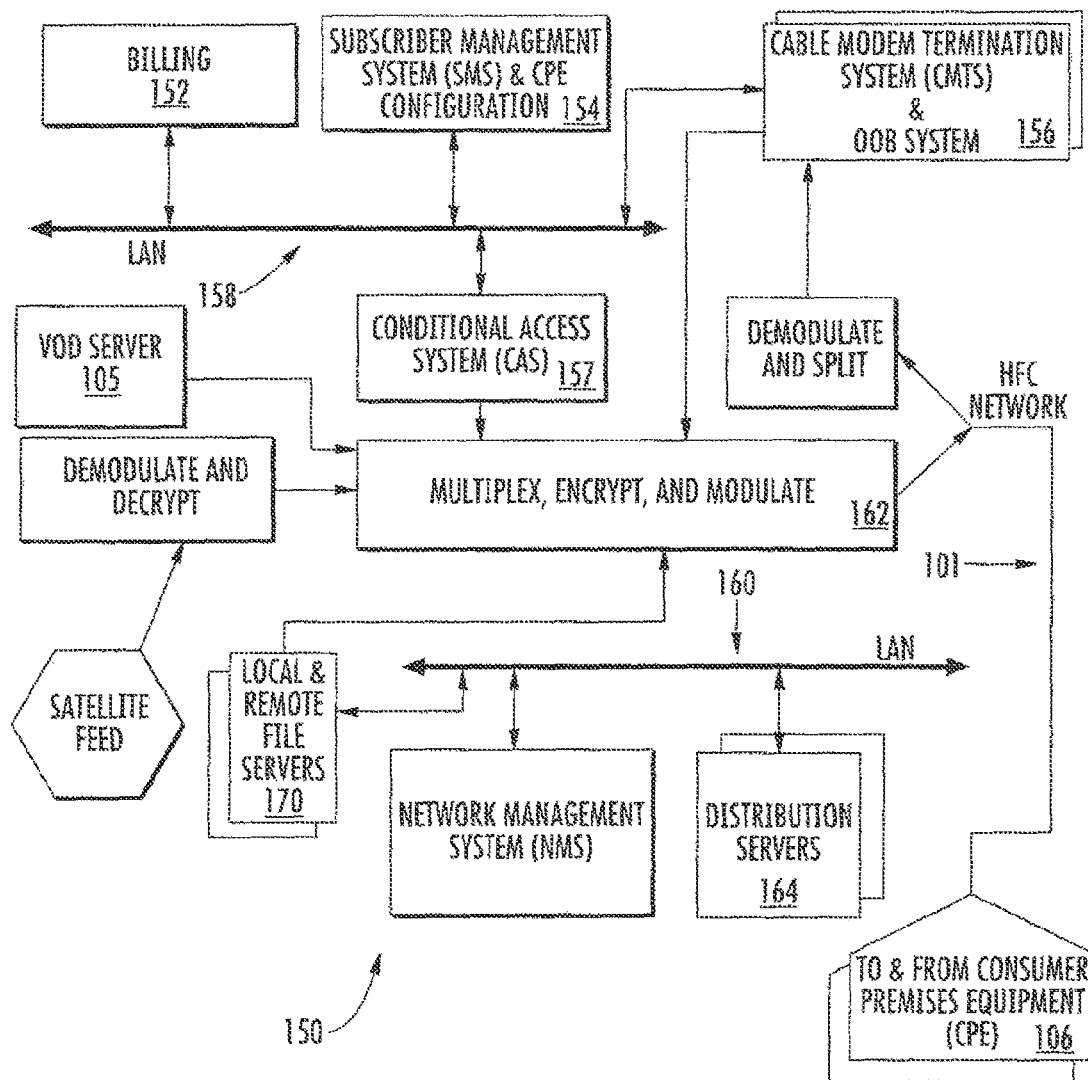 BILLING
152
SUBSCRIBER MANAGEMENT
SYSTEM (SMS) & CPE
CONFIGURATION 154
CABLE MODEM TERMINATION
SYSTEM (CMTS)
&
OOB SYSTEM 156
LAN
158
VOD SERVER
105
CONDITIONAL ACCESS
SYSTEM (CAS) 157
DEMODULATE
AND SPLIT
HFC
NETWORK
DEMODULATE AND
DECRYPT
MULTIPLEX, ENCRYPT, AND MODULATE 162
101
160
LAN
SATELLITE
FEED
LOCAL &
REMOTE
FILE
SERVERS
170
NETWORK MANAGEMENT
SYSTEM (NMS)
DISTRIBUTION
SERVERS
164
150
TO & FROM CONSUMER
PREMISES EQUIPMENT
(CPE) 106